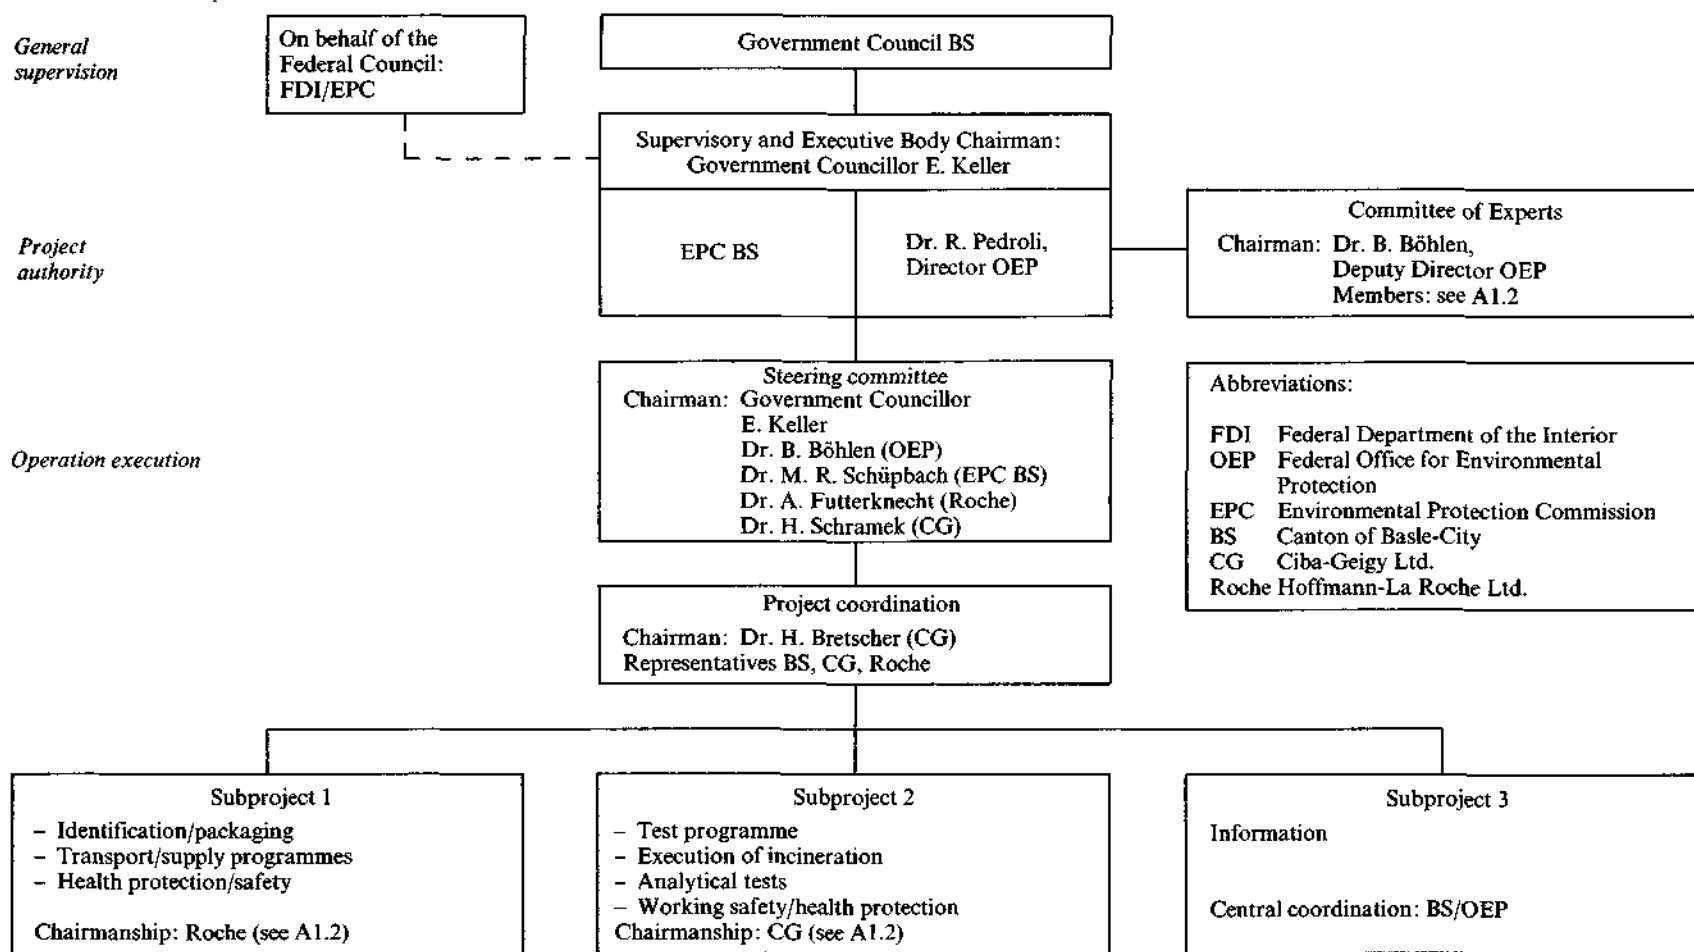 General
supervision
On behalf of the
Federal Council:
FDI/EPC
Government Council BS
Supervisory and Executive Body Chairman:
Government Councillor E. Keller
Project
authority
EPC BS
Dr. R. Pedroli,
Director OEP
Committee of Experts
Chairman: Dr. B. Böhlen,
Deputy Director OEP
Members: see A1.2
Operation execution
Steering committee
Chairman: Government Councillor
E. Keller
Dr. B. Böhlen (OEP)
Dr. M. R. Schüpbach (EPC BS)
Dr. A. Futterknecht (Roche)
Dr. H. Schramek (CG)
Abbreviations:
FDI Federal Department of the Interior
OEP Federal Office for Environmental
Protection
EPC Environmental Protection Commission
BS Canton of Basle-City
CG Ciba-Geigy Ltd.
Roche Hoffmann-La Roche Ltd.
Project coordination
Chairman: Dr. H. Bretscher (CG)
Representatives BS, CG, Roche
Subproject 1
– Identification/packaging
– Transport/supply programmes
– Health protection/safety
Chairmanship: Roche (see A1.2)
Subproject 2
– Test programme
– Execution of incineration
– Analytical tests
– Working safety/health protection
Chairmanship: CG (see A1.2)
Subproject 3
Information
Central coordination: BS/OEP